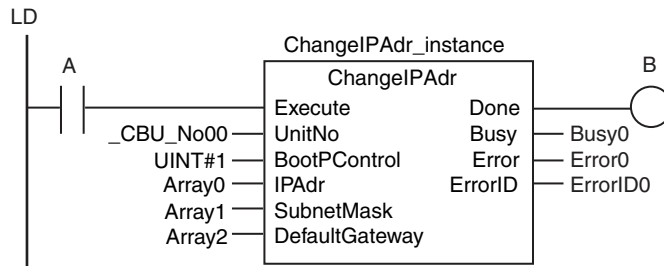 LD
A
ChangeIPAdr_instance
B
ChangeIPAdr
Execute Done
_CBU_No00 UnitNo Busy Busy0
UINT#1 BootPControl Error Error0
Array0 IPAdr ErrorID ErrorID0
Array1 SubnetMask
Array2 DefaultGateway